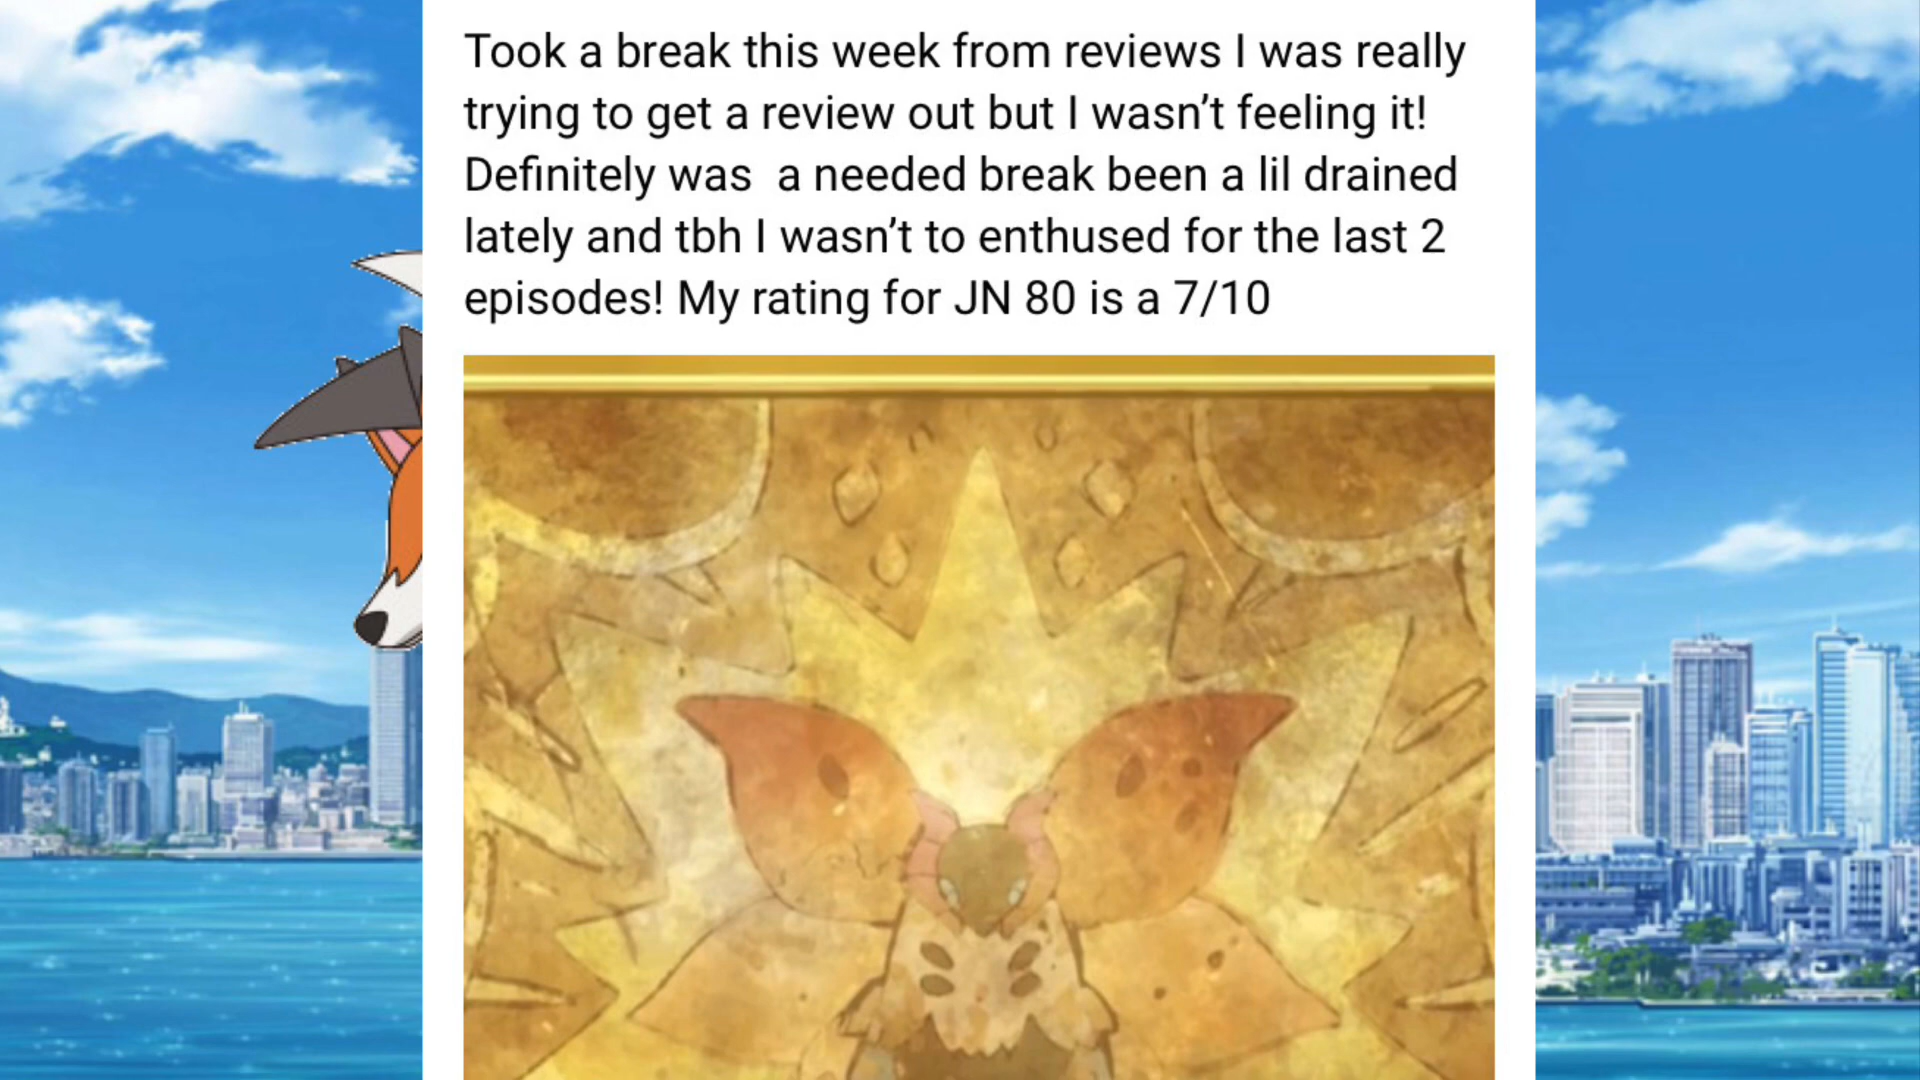 Took a break this week from reviews I was really
trying to get a review out but I wasn’t feeling it!
Definitely was  a needed break been a lil drained
lately and tbh I wasn’t to enthused for the last 2
episodes! My rating for JN 80 is a 7/10